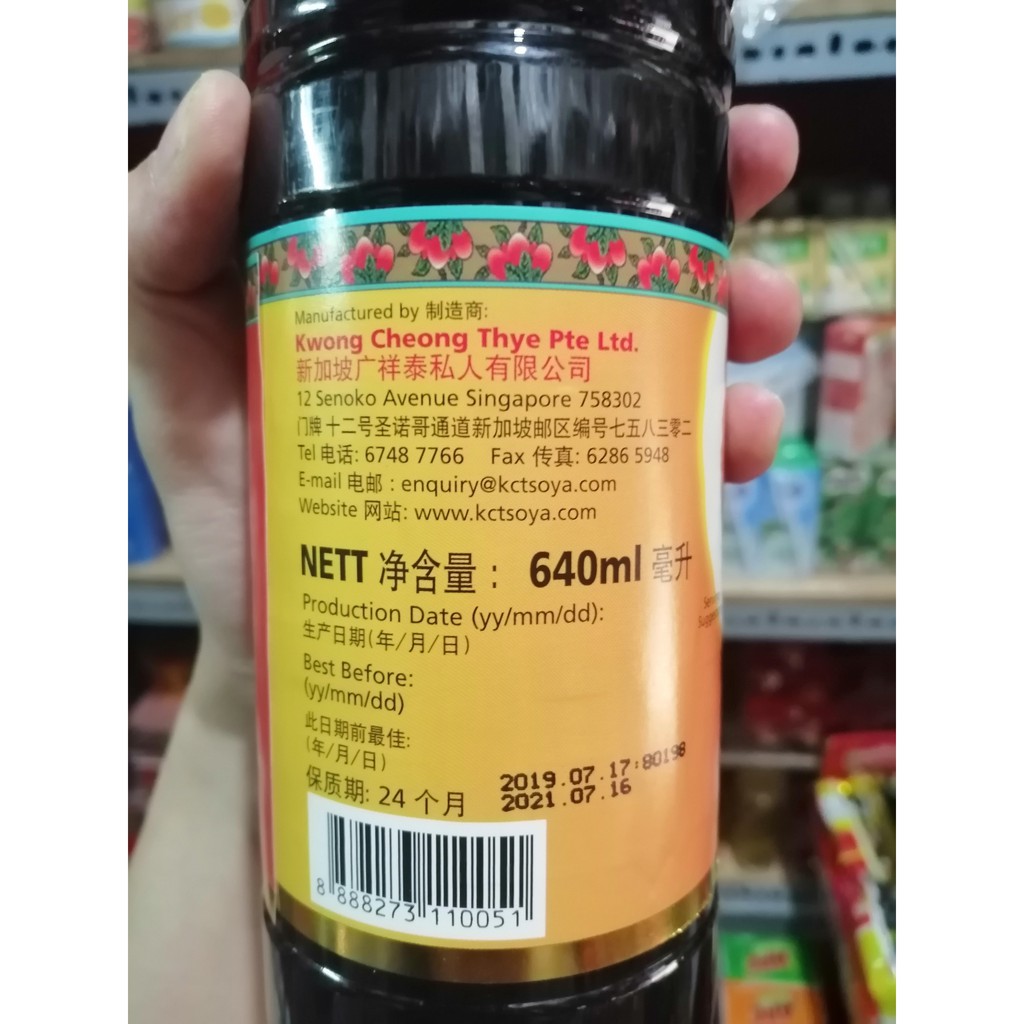 Manufactured by 制造商:
Kwong Cheong Thye Pte Ltd.
新加坡广祥泰私人有限公司
12 Senoko Avenue Singapore 758302
门牌十二号圣诺哥通道新加坡邮区编号七五八三零二
Tel 电话: 6748 7766 Fax 传真: 6286 5948
E-mail 电邮 : enquiry@kctsoya.com
Website 网站: www.kctsoya.com
NETT 净含量 : 640ml 毫升
Production Date (yy/mm/dd):
生产日期(年/月/日)
Best Before:
(yy/mm/dd)
此日期前最佳:
(年/月/日)
保质期: 24 个月
2019.07.17:80198
2021.07.16
8 888273 110051